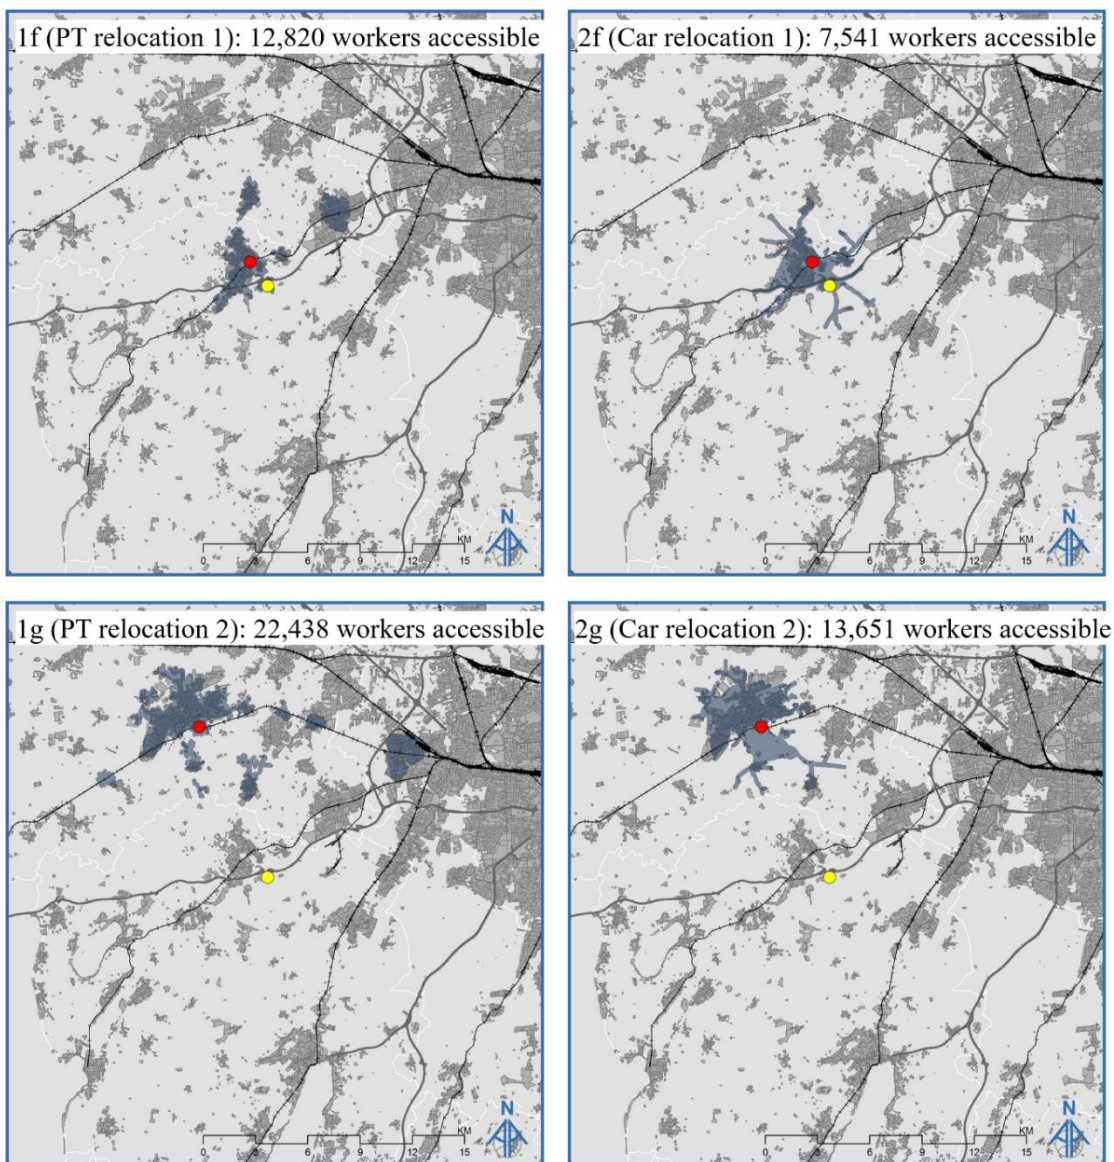 1f (PT relocation 1): 12,820 workers accessible
2f (Car relocation 1): 7,541 workers accessible
N
KM
0 3 6 9 12 15
N
KM
0 3 6 9 12 15
1g (PT relocation 2): 22,438 workers accessible
2g (Car relocation 2): 13,651 workers accessible
N
KM
0 3 6 9 12 15
N
KM
0 3 6 9 12 15